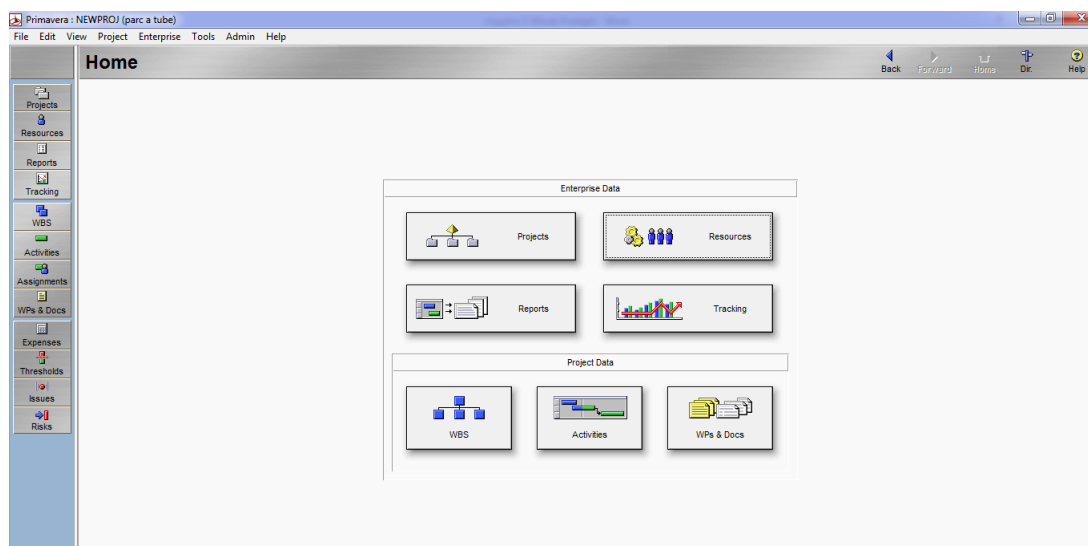 Primavera : NEWPROJ (parc a tube)
File Edit View Project Enterprise Tools Admin Help
Home
Back Forward Home Dir. Help
Projects
Resources
Reports
Tracking
WBS
Activities
Assignments
WPs & Docs
Expenses
Thresholds
Issues
Risks
Enterprise Data
Projects Resources
Reports Tracking
Project Data
WBS Activities WPs & Docs